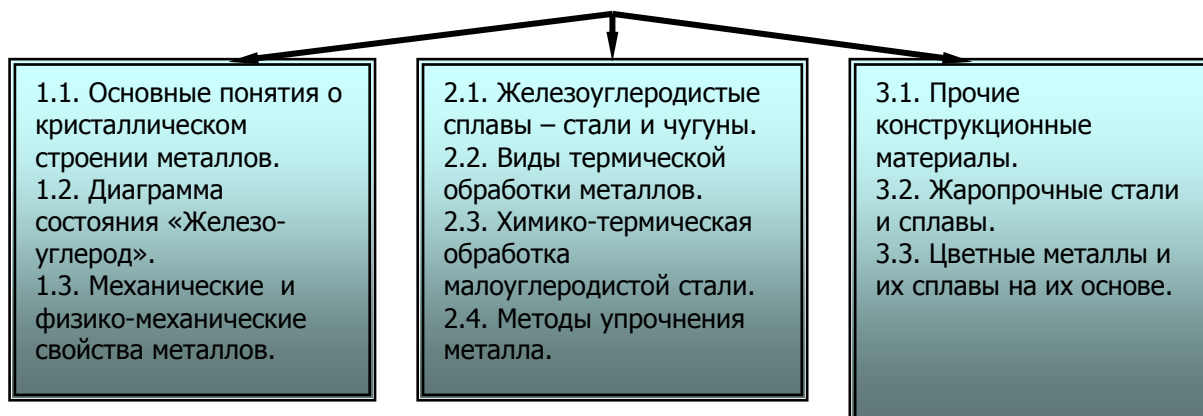 1.1. Основные понятия о
кристаллическом
строении металлов.
1.2. Диаграмма
состояния «Железо-
углерод».
1.3. Механические и
физико-механические
свойства металлов.
2.1. Железоуглеродистые
сплавы – стали и чугуны.
2.2. Виды термической
обработки металлов.
2.3. Химико-термическая
обработка
малоуглеродистой стали.
2.4. Методы упрочнения
металла.
3.1. Прочие
конструкционные
материалы.
3.2. Жаропрочные стали
и сплавы.
3.3. Цветные металлы и
их сплавы на их основе.